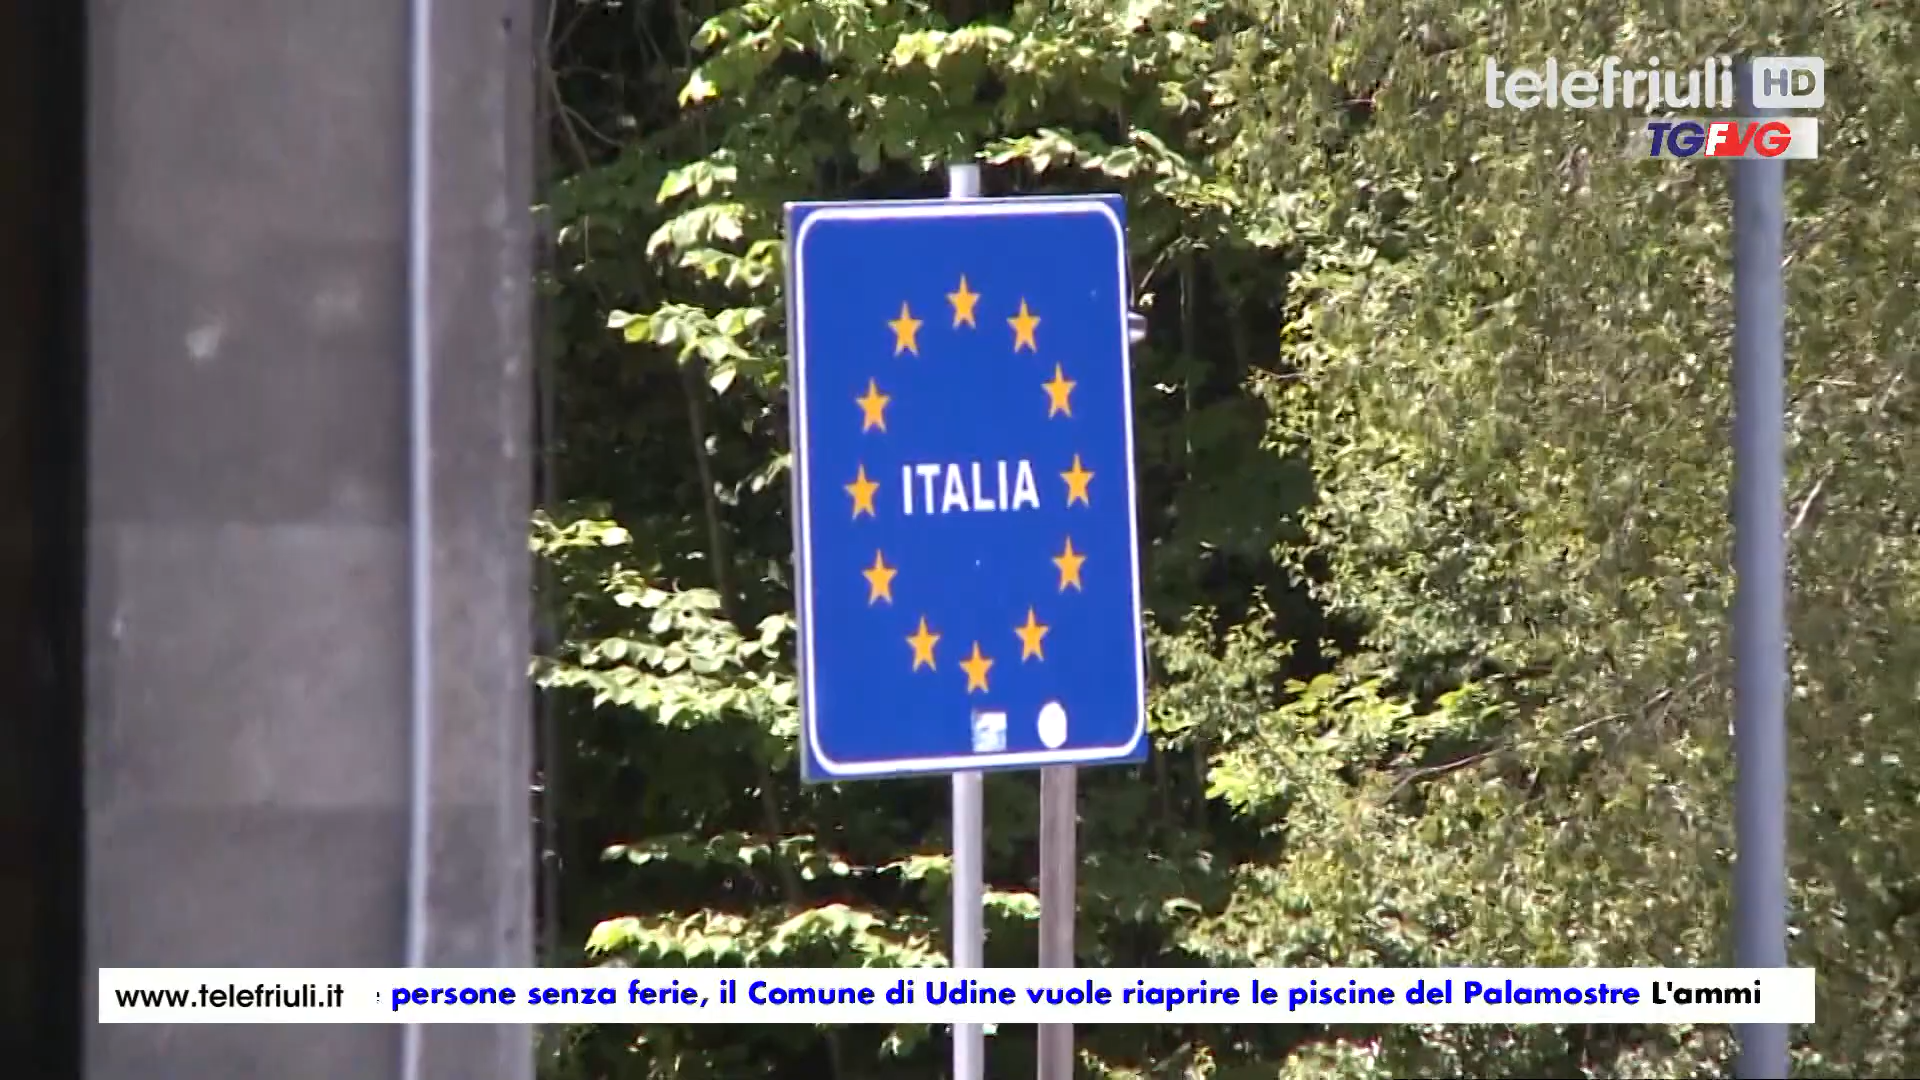 telefriuli HD
TGFVG
ITALIA
www.telefriuli.it persone senza ferie, il Comune di Udine vuole riaprire le piscine del Palamostre L'ammi